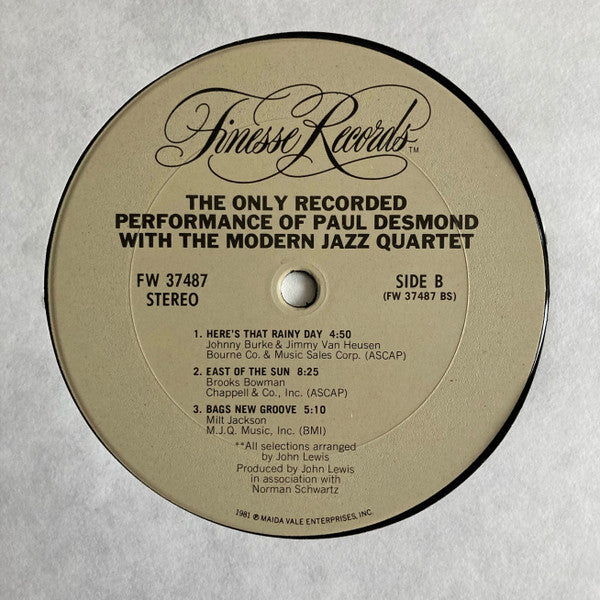 Finesse Records TM
THE ONLY RECORDED
PERFORMANCE OF PAUL DESMOND
WITH THE MODERN JAZZ QUARTET
FW 37487
STEREO
SIDE B
(FW 37487 BS)
1. HERE'S THAT RAINY DAY 4:50
Johnny Burke & Jimmy Van Heusen
Bourne Co. & Music Sales Corp. (ASCAP)
2. EAST OF THE SUN 8:25
Brooks Bowman
Chappell & Co., Inc. (ASCAP)
3. BAGS NEW GROOVE 5:10
Milt Jackson
M.J.Q. Music, Inc. (BMI)
**All selections arranged
by John Lewis
Produced by John Lewis
in association with
Norman Schwartz
1981 ℗ MAIDA VALE ENTERPRISES, INC.